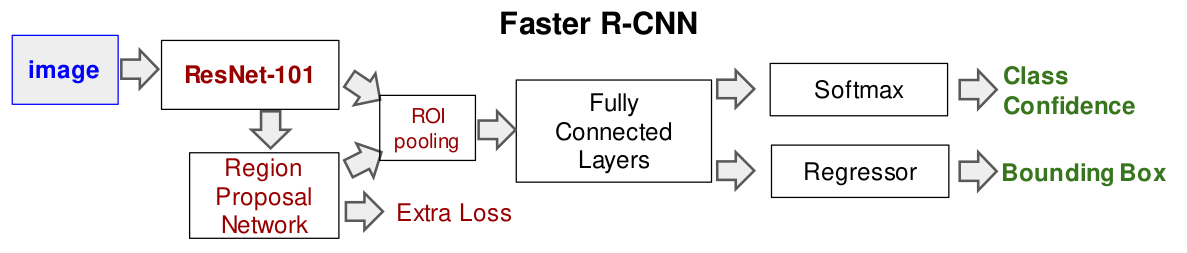 Faster R-CNN
image
ResNet-101
ROI
pooling
Region
Proposal
Network
Extra Loss
Fully
Connected
Layers
Softmax
Class
Confidence
Regressor
Bounding Box